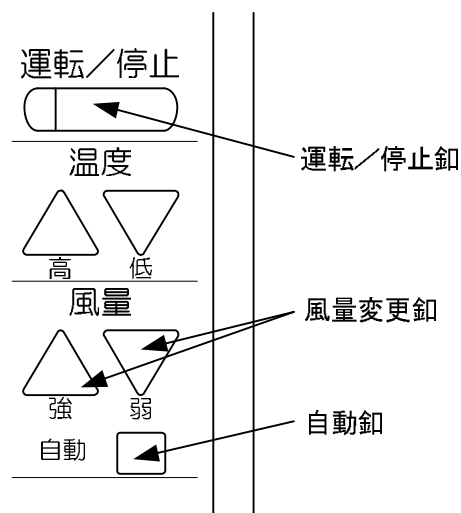 運転／停止
運転／停止釦
温度
高 低
風量
風量変更釦
強 弱
自動釦
自動